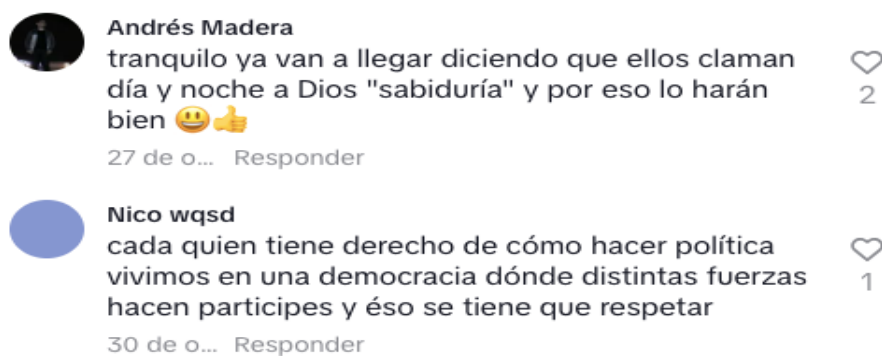 Andrés Madera
tranquilo ya van a llegar diciendo que ellos claman
día y noche a Dios "sabiduría" y por eso lo harán
bien 😃👍
2
27 de o... Responder
Nico wqsd
cada quien tiene derecho de cómo hacer política
vivimos en una democracia dónde distintas fuerzas
hacen participes y éso se tiene que respetar
1
30 de o... Responder